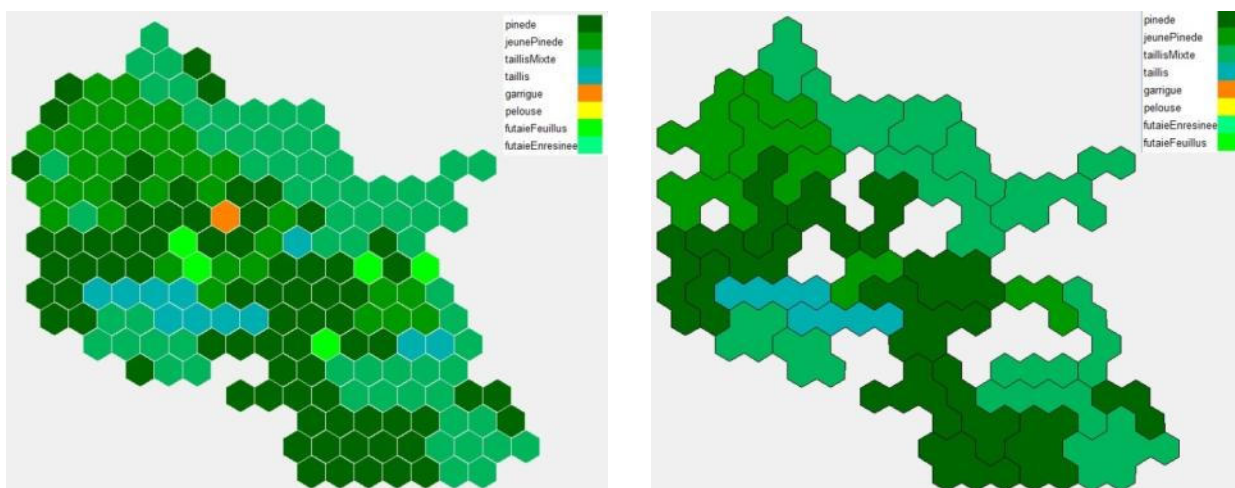 pinede
jeunePinede
taillisMixte
taillis
garrigue
pelouse
futaieFeuillus
futaieEnresinee
pinede
jeunePinede
taillisMixte
taillis
garrigue
pelouse
futaieEnresinee
futaieFeuillus